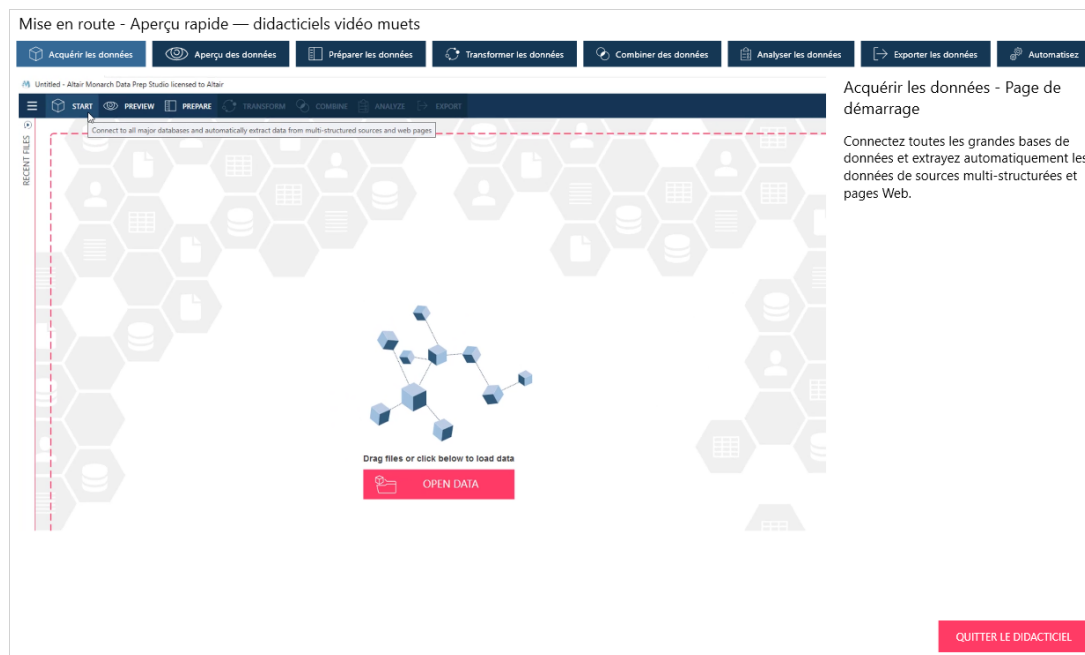 Mise en route - Aperçu rapide — didacticiels vidéo muets
Acquérir les données
Aperçu des données
Préparer les données
Transformer les données
Combiner des données
Analyser les données
Exporter les données
Automatisez
Untitled - Altair Monarch Data Prep Studio licensed to Altair
START
PREVIEW
PREPARE
TRANSFORM
COMBINE
ANALYZE
EXPORT
Connect to all major databases and automatically extract data from multi-structured sources and web pages
RECENT FILES
Drag files or click below to load data
OPEN DATA
Acquérir les données - Page de
démarrage
Connectez toutes les grandes bases de
données et extrayez automatiquement les
données de sources multi-structurées et
pages Web.
QUITTER LE DIDACTICIEL